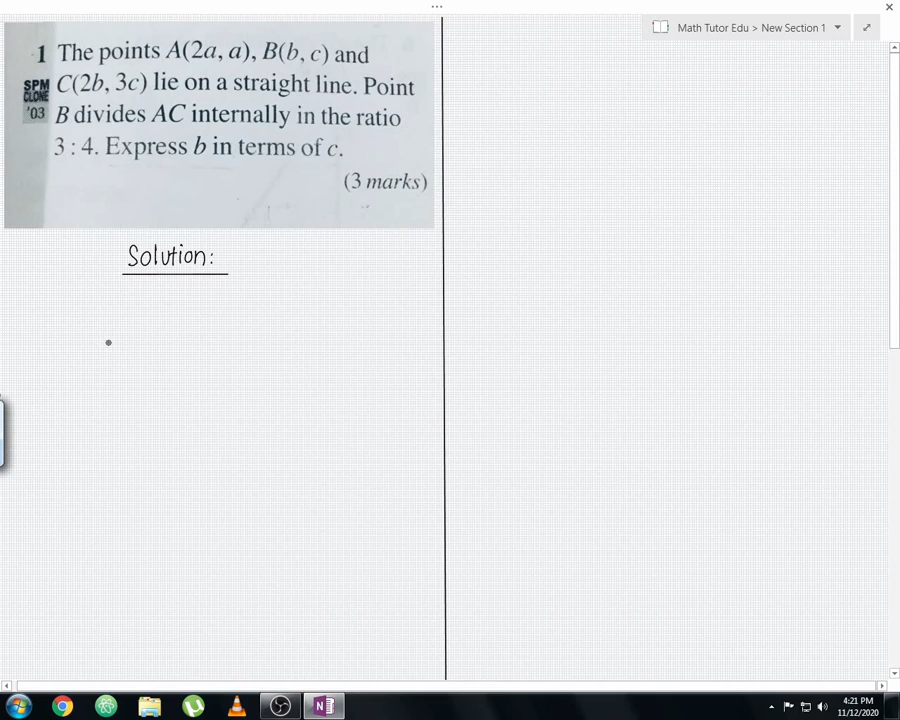 Math Tutor Edu > New Section 1
1 The points A(2a, a), B(b, c) and
SPM
CLONE
'03
C(2b, 3c) lie on a straight line. Point
B divides AC internally in the ratio
3 : 4. Express b in terms of c.
(3 marks)
Solution:
4:21 PM
11/12/2020